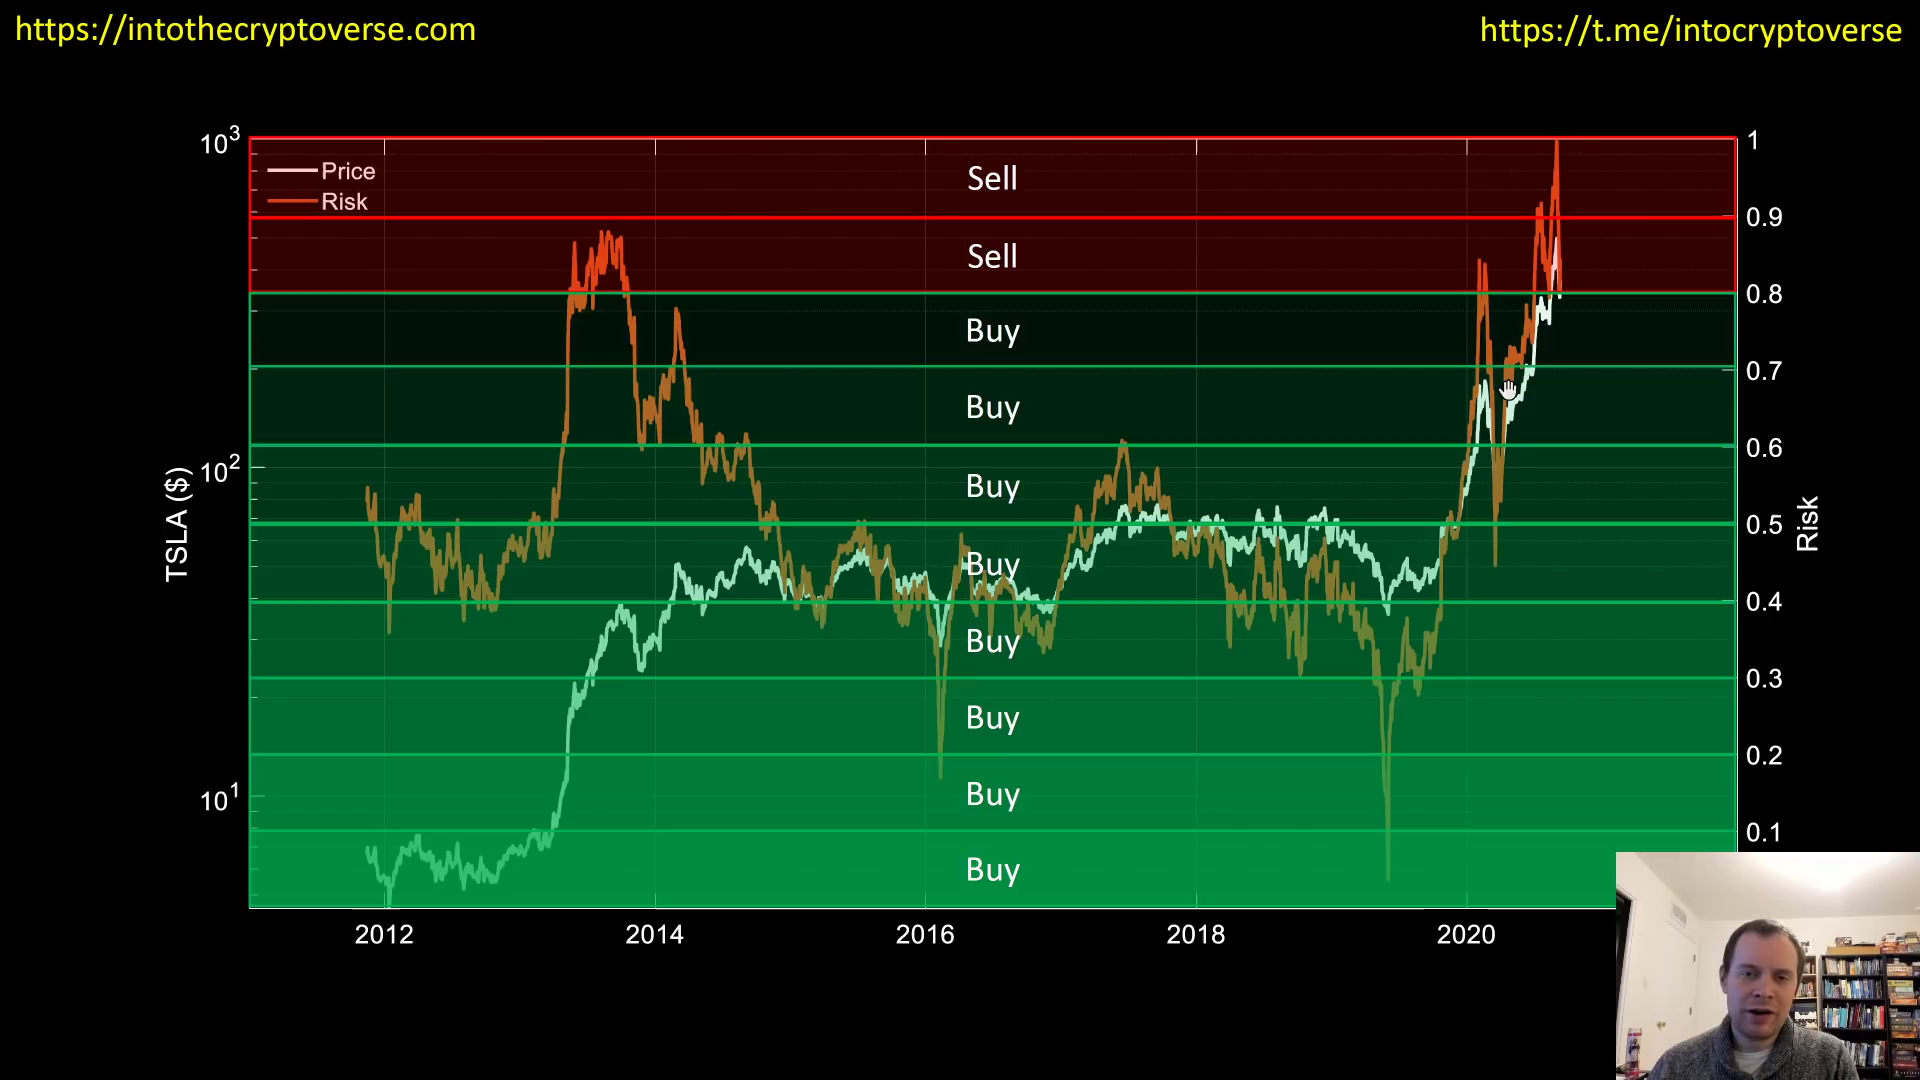 https://intothecryptoverse.com
https://t.me/intocryptoverse
10³
Price
Risk
Sell
1
0.9
Sell
0.8
Buy
0.7
Buy
0.6
10²
Buy
0.5
TSLA ($)
Risk
Buy
0.4
Buy
0.3
Buy
0.2
Buy
10¹
0.1
Buy
2012
2014
2016
2018
2020